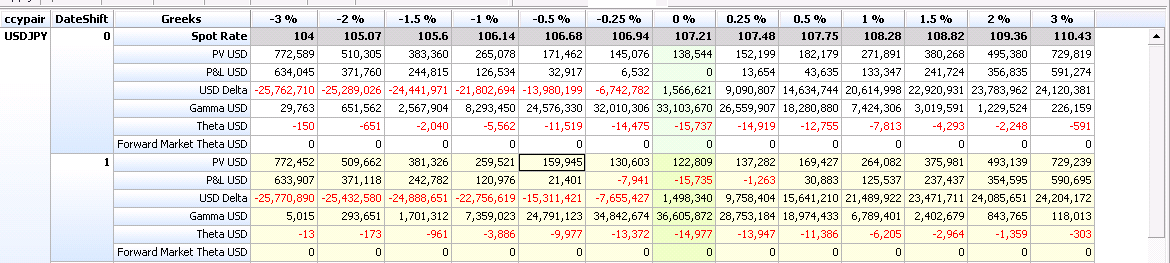 ccypair DateShift Greeks -3 % -2 % -1.5 % -1 % -0.5 % -0.25 % 0 % 0.25 % 0.5 % 1 % 1.5 % 2 % 3 %
USDJPY 0 Spot Rate 104 105.07 105.6 106.14 106.68 106.94 107.21 107.48 107.75 108.28 108.82 109.36 110.43
PV USD 772,589 510,305 383,360 265,078 171,462 145,076 138,544 152,199 182,179 271,891 380,268 495,380 729,819
P&L USD 634,045 371,760 244,815 126,534 32,917 6,532 0 13,654 43,635 133,347 241,724 356,835 591,274
USD Delta -25,762,710 -25,289,026 -24,441,971 -21,802,694 -13,980,199 -6,742,782 1,566,621 9,090,807 14,634,744 20,614,998 22,920,931 23,783,962 24,120,381
Gamma USD 29,763 651,562 2,567,904 8,293,450 24,576,330 32,010,306 33,103,670 26,559,907 18,280,880 7,424,306 3,019,591 1,229,524 226,159
Theta USD -150 -651 -2,040 -5,562 -11,519 -14,475 -15,737 -14,919 -12,755 -7,813 -4,293 -2,248 -591
Forward Market Theta USD 0 0 0 0 0 0 0 0 0 0 0 0 0
1 PV USD 772,452 509,662 381,326 259,521 159,945 130,603 122,809 137,282 169,427 264,082 375,981 493,139 729,239
P&L USD 633,907 371,118 242,782 120,976 21,401 -7,941 -15,735 -1,263 30,883 125,537 237,437 354,595 590,695
USD Delta -25,770,890 -25,432,580 -24,888,651 -22,756,619 -15,311,421 -7,655,427 1,498,340 9,758,404 15,641,210 21,489,922 23,471,711 24,085,651 24,204,172
Gamma USD 5,015 293,651 1,701,312 7,359,023 24,791,123 34,842,674 36,605,872 28,753,184 18,974,433 6,789,401 2,402,679 843,765 118,013
Theta USD -13 -173 -961 -3,886 -9,977 -13,372 -14,977 -13,947 -11,386 -6,205 -2,964 -1,359 -303
Forward Market Theta USD 0 0 0 0 0 0 0 0 0 0 0 0 0